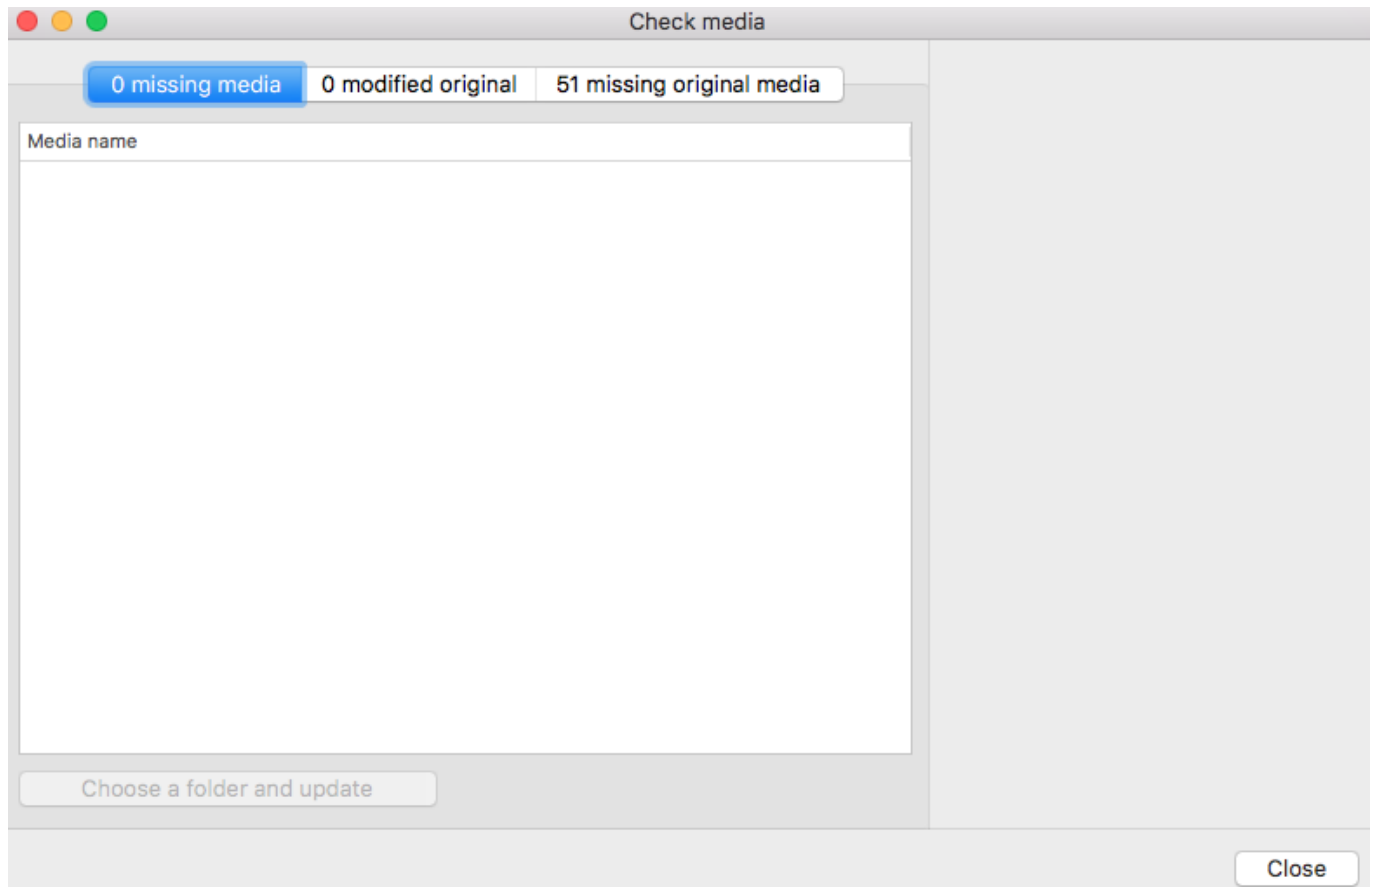 Check media
0 missing media 0 modified original 51 missing original media
Media name
Choose a folder and update
Close